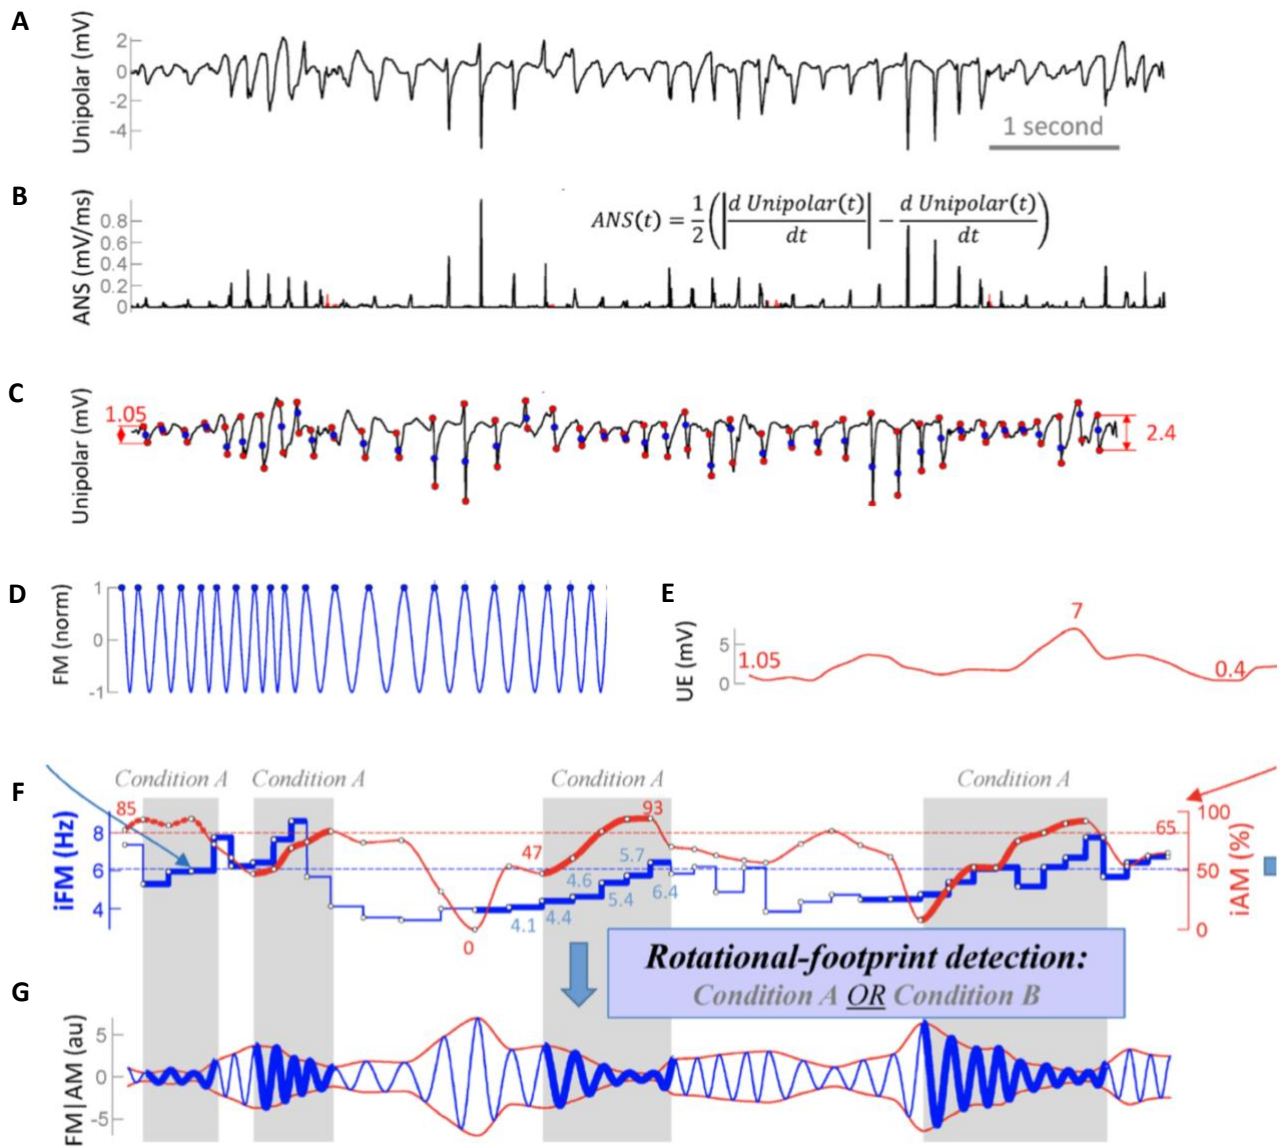 A
Unipolar (mV)
2
0
-2
-4
1 second
B
ANS (mV/ms)
0.8
0.6
0.4
0.2
0
ANS(t) = 1/2 ( | d Unipolar(t) / dt | − d Unipolar(t) / dt )
C
Unipolar (mV)
1.05
2.4
D
FM (norm)
1
0
-1
E
UE (mV)
5
0
1.05
7
0.4
F
Condition A
Condition A
Condition A
Condition A
iFM (Hz)
8
6
4
85
0
47
93
65
4.1
4.4
4.6
5.4
5.7
6.4
100
50
0
iAM (%)
Rotational-footprint detection:
Condition A OR Condition B
G
FM|AM (au)
5
0
-5